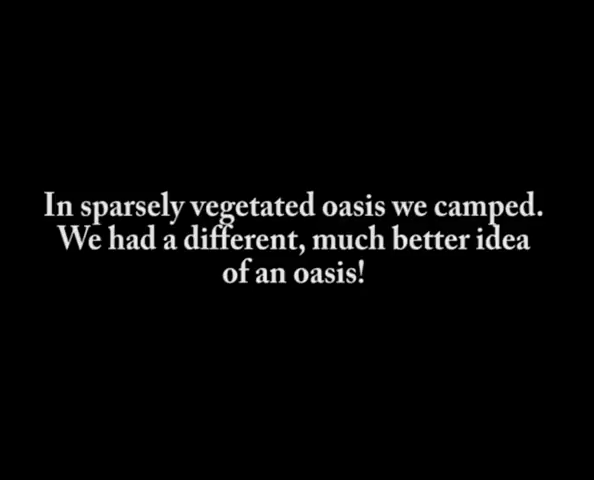 In sparsely vegetated oasis we camped.
We had a different, much better idea
of an oasis!